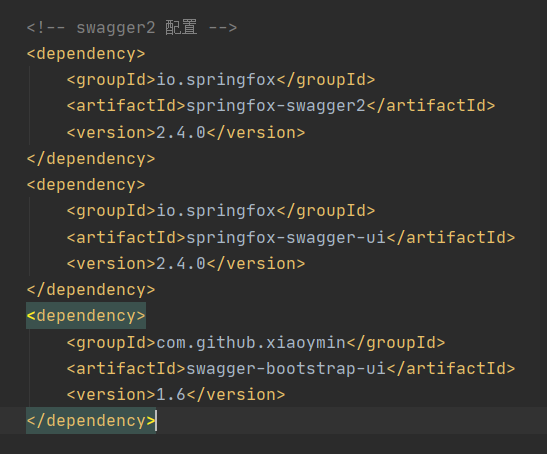 <!-- swagger2 配置 -->
<dependency>
    <groupId>io.springfox</groupId>
    <artifactId>springfox-swagger2</artifactId>
    <version>2.4.0</version>
</dependency>
<dependency>
    <groupId>io.springfox</groupId>
    <artifactId>springfox-swagger-ui</artifactId>
    <version>2.4.0</version>
</dependency>
<dependency>
    <groupId>com.github.xiaoymin</groupId>
    <artifactId>swagger-bootstrap-ui</artifactId>
    <version>1.6</version>
</dependency>